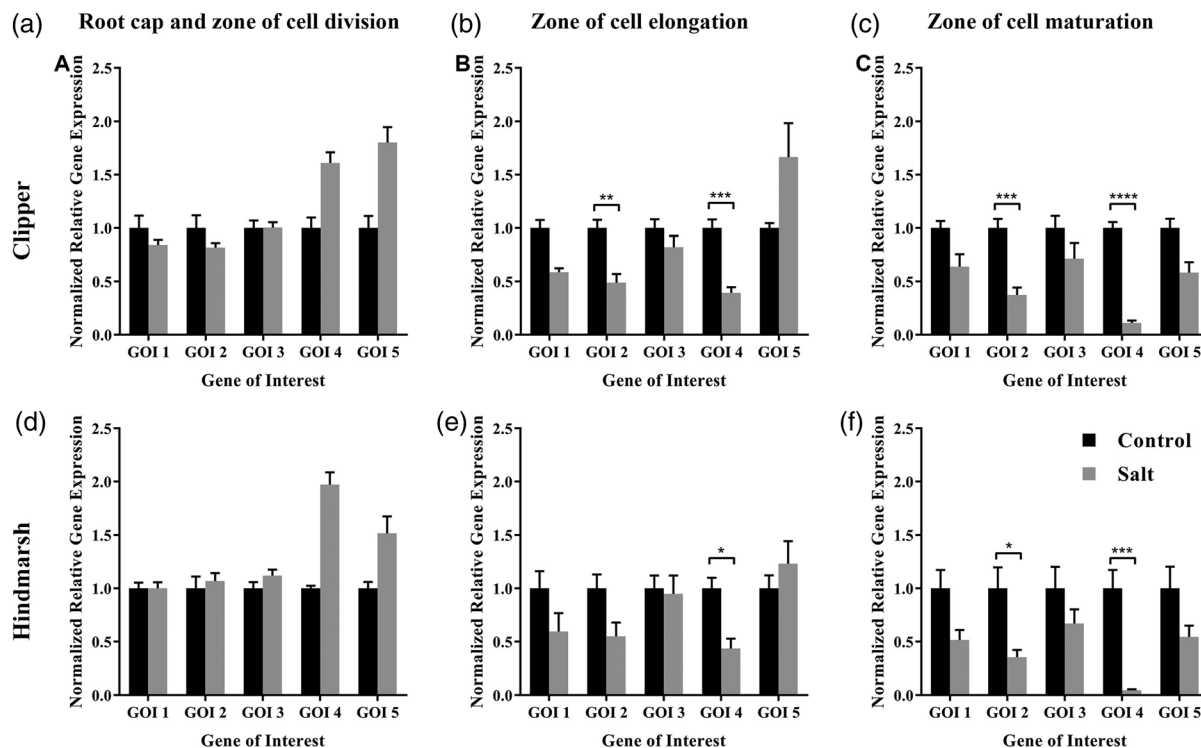 (a) Root cap and zone of cell division
(b) Zone of cell elongation
(c) Zone of cell maturation
Clipper
A
Normalized Relative Gene Expression
2.5
2.0
1.5
1.0
0.5
0.0
GOI 1 GOI 2 GOI 3 GOI 4 GOI 5
Gene of Interest
B
Normalized Relative Gene Expression
2.5
2.0
1.5
1.0
0.5
0.0
** ***
GOI 1 GOI 2 GOI 3 GOI 4 GOI 5
Gene of Interest
C
Normalized Relative Gene Expression
2.5
2.0
1.5
1.0
0.5
0.0
*** ****
GOI 1 GOI 2 GOI 3 GOI 4 GOI 5
Gene of Interest
Hindmarsh
(d)
Normalized Relative Gene Expression
2.5
2.0
1.5
1.0
0.5
0.0
GOI 1 GOI 2 GOI 3 GOI 4 GOI 5
Gene of Interest
(e)
Normalized Relative Gene Expression
2.5
2.0
1.5
1.0
0.5
0.0
*
GOI 1 GOI 2 GOI 3 GOI 4 GOI 5
Gene of Interest
(f)
Normalized Relative Gene Expression
2.5
2.0
1.5
1.0
0.5
0.0
Control
Salt
* ***
GOI 1 GOI 2 GOI 3 GOI 4 GOI 5
Gene of Interest